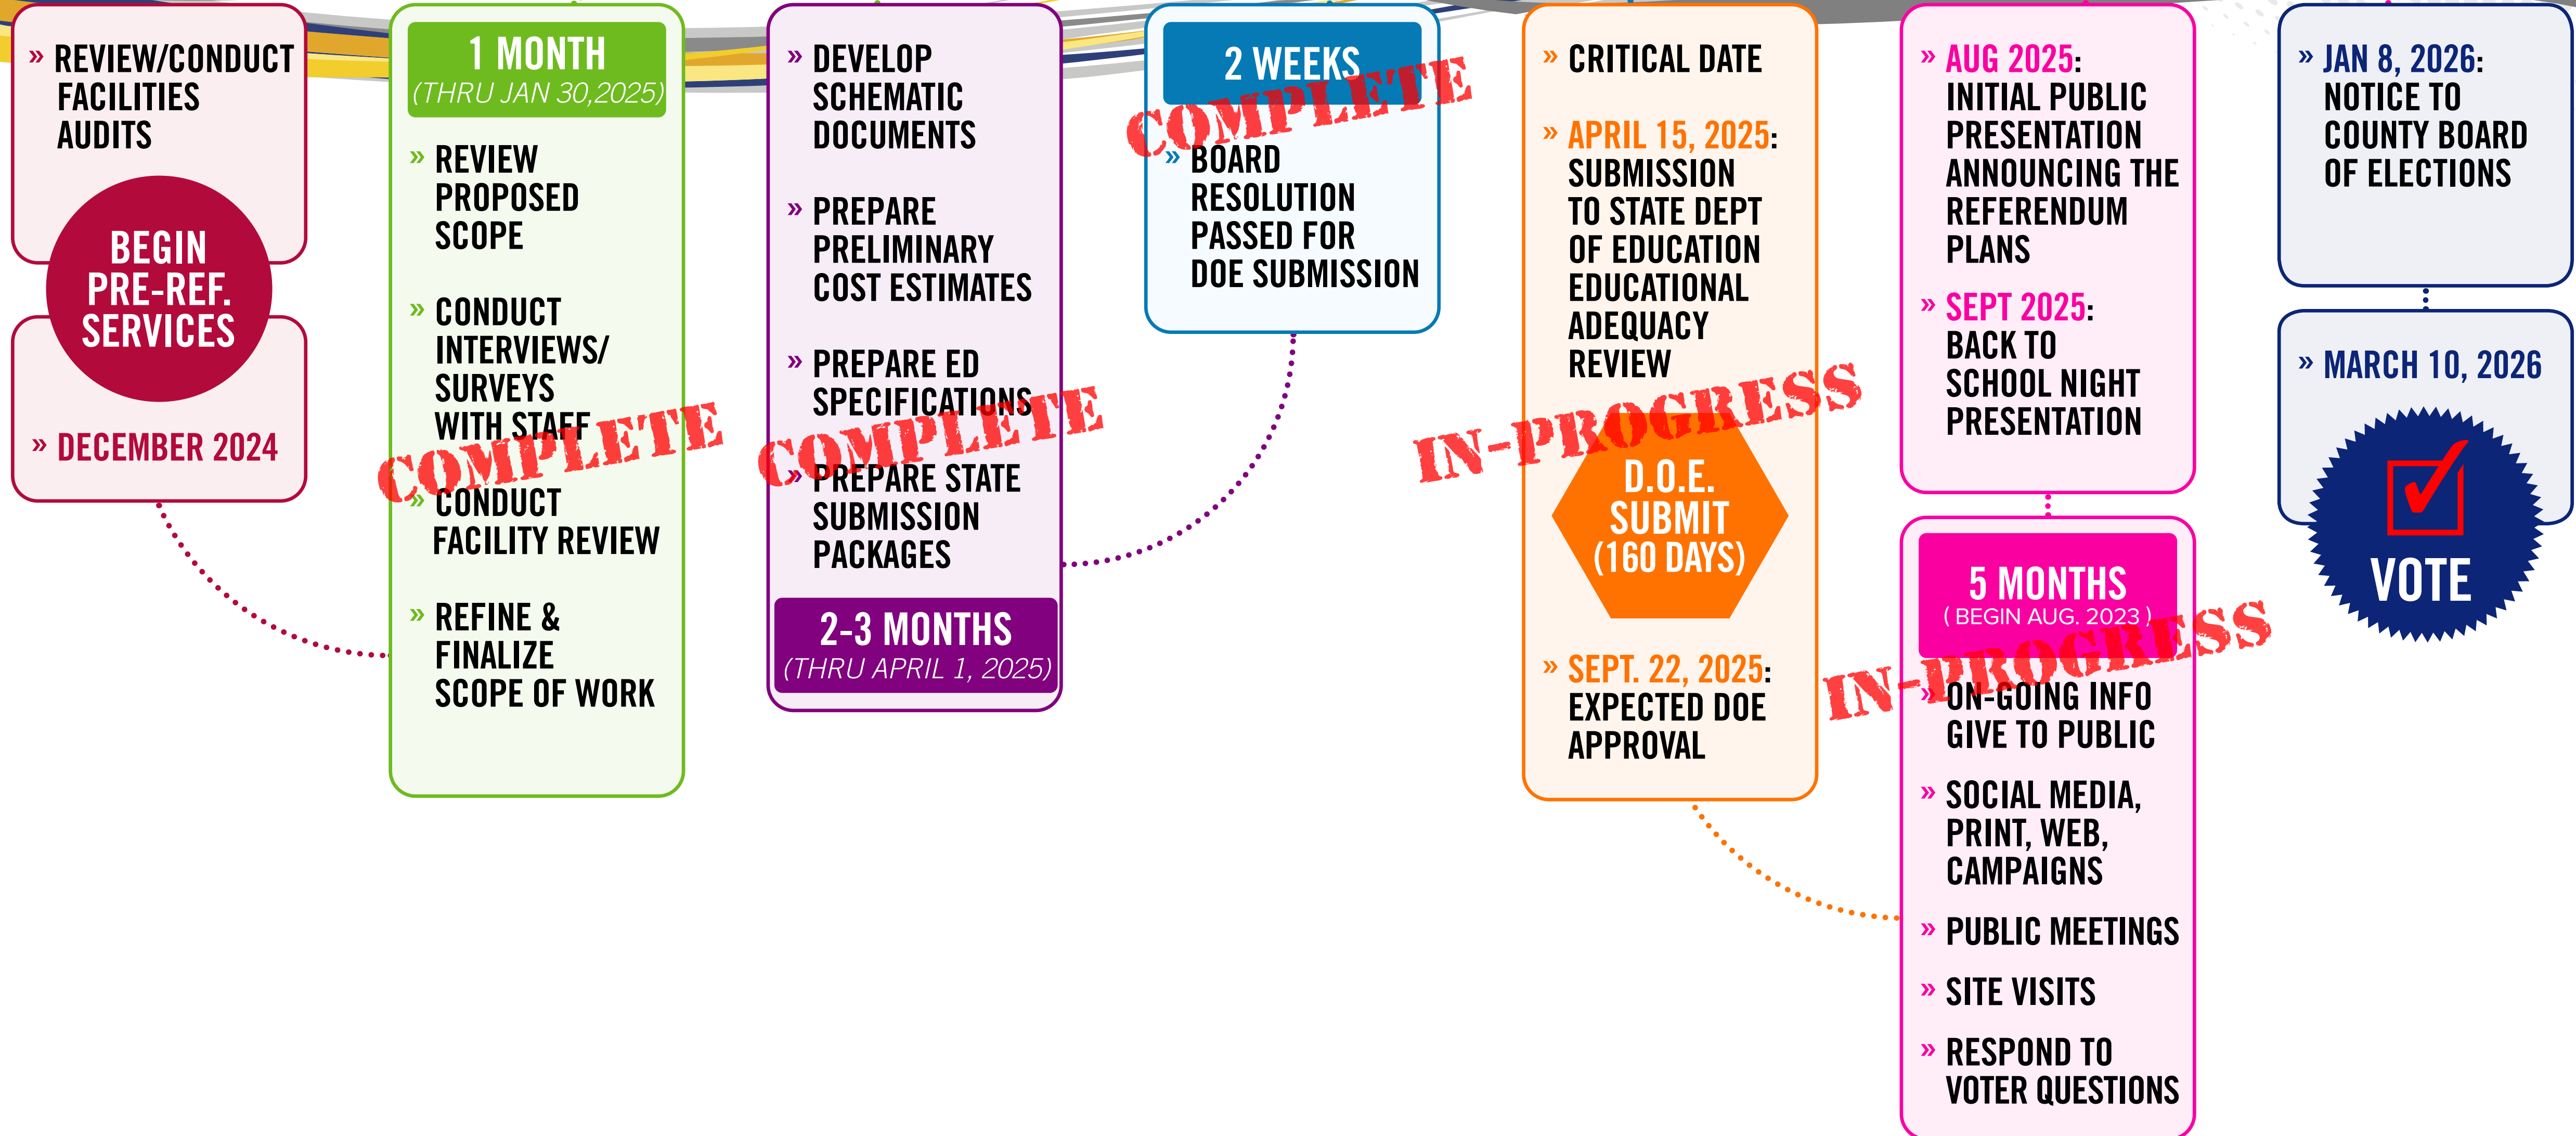 » REVIEW/CONDUCT
FACILITIES
AUDITS
BEGIN
PRE-REF.
SERVICES
» DECEMBER 2024
1 MONTH
(THRU JAN 30,2025)
» REVIEW
PROPOSED
SCOPE
» CONDUCT
INTERVIEWS/
SURVEYS
WITH STAFF
COMPLETE
» CONDUCT
FACILITY REVIEW
» REFINE &
FINALIZE
SCOPE OF WORK
» DEVELOP
SCHEMATIC
DOCUMENTS
» PREPARE
PRELIMINARY
COST ESTIMATES
» PREPARE ED
SPECIFICATIONS
COMPLETE
» PREPARE STATE
SUBMISSION
PACKAGES
2-3 MONTHS
(THRU APRIL 1, 2025)
2 WEEKS
COMPLETE
» BOARD
RESOLUTION
PASSED FOR
DOE SUBMISSION
» CRITICAL DATE
» APRIL 15, 2025:
SUBMISSION
TO STATE DEPT
OF EDUCATION
EDUCATIONAL
ADEQUACY
REVIEW
IN-PROGRESS
D.O.E.
SUBMIT
(160 DAYS)
» SEPT. 22, 2025:
EXPECTED DOE
APPROVAL
» AUG 2025:
INITIAL PUBLIC
PRESENTATION
ANNOUNCING THE
REFERENDUM
PLANS
» SEPT 2025:
BACK TO
SCHOOL NIGHT
PRESENTATION
5 MONTHS
( BEGIN AUG. 2023 )
IN-PROGRESS
» ON-GOING INFO
GIVE TO PUBLIC
» SOCIAL MEDIA,
PRINT, WEB,
CAMPAIGNS
» PUBLIC MEETINGS
» SITE VISITS
» RESPOND TO
VOTER QUESTIONS
» JAN 8, 2026:
NOTICE TO
COUNTY BOARD
OF ELECTIONS
» MARCH 10, 2026
VOTE